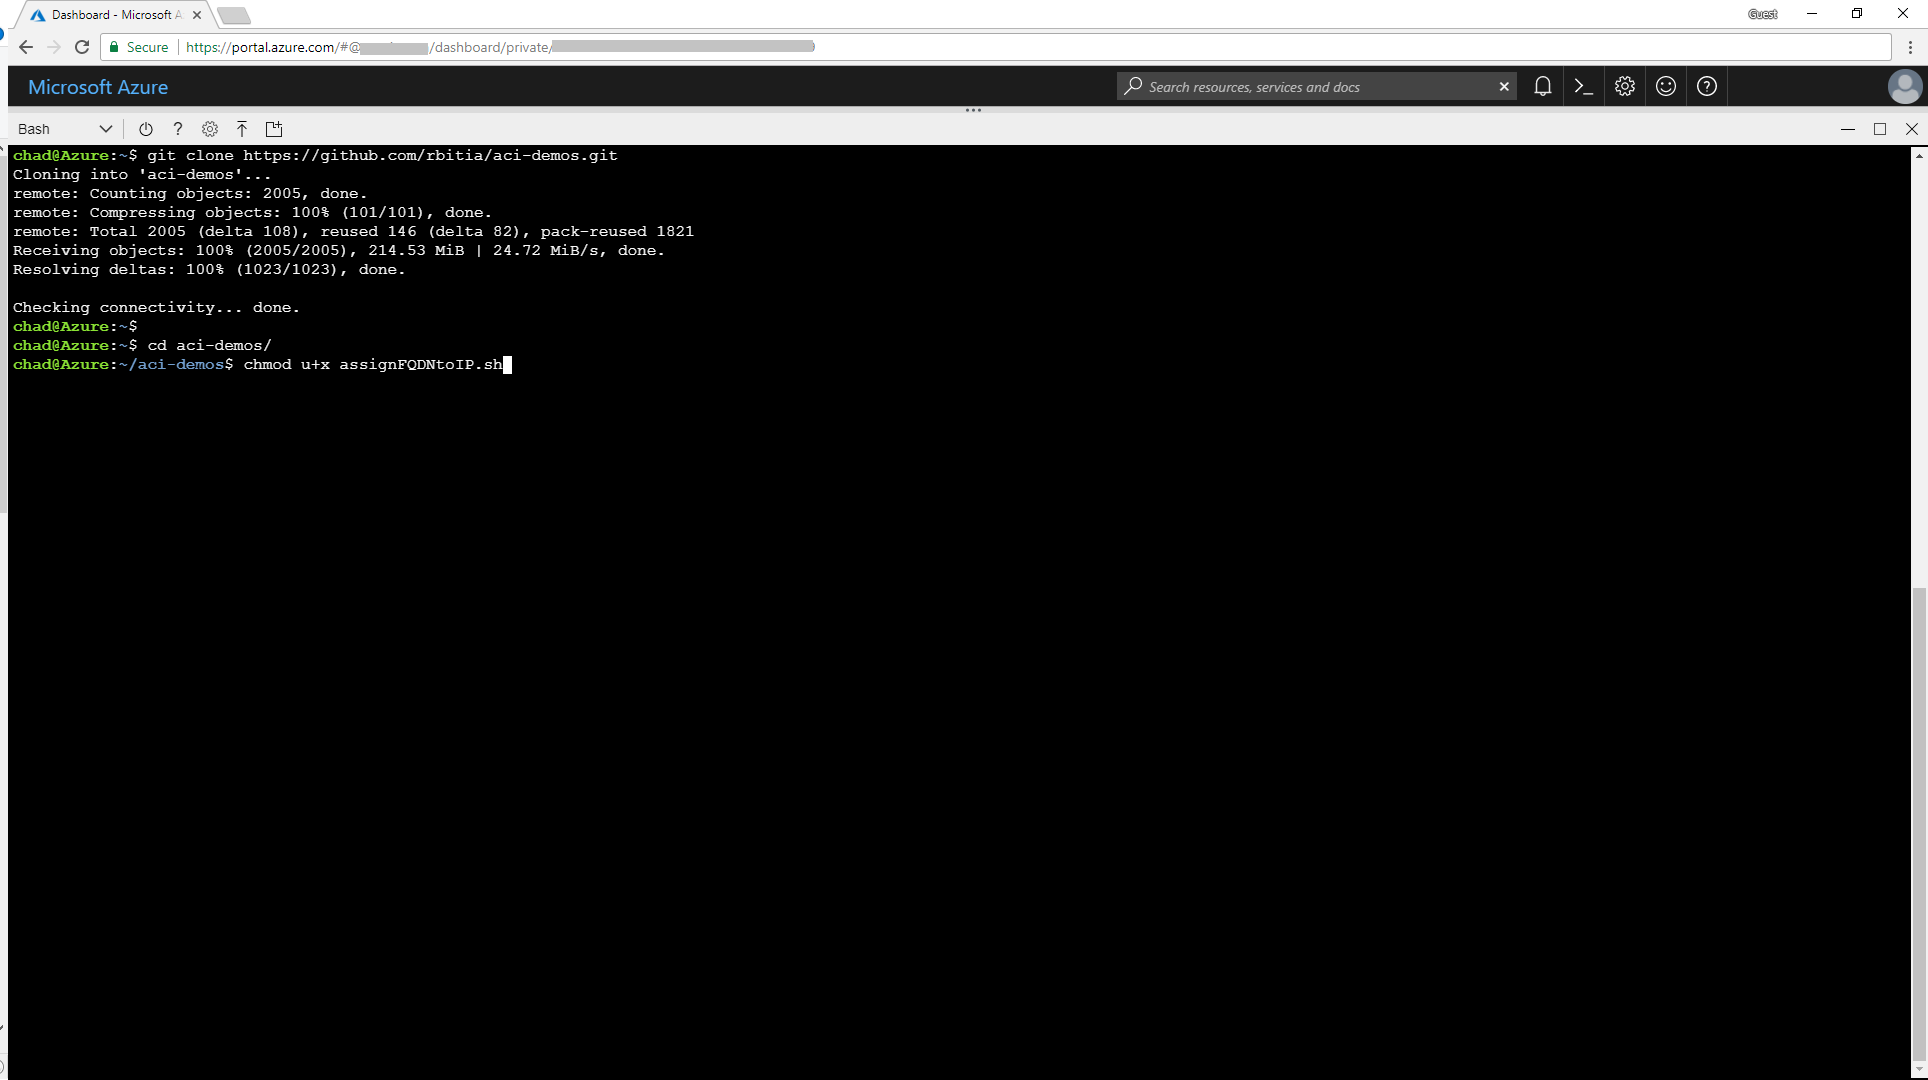 Dashboard - Microsoft A
Guest
Secure
https://portal.azure.com/#@
/dashboard/private/
Microsoft Azure
Search resources, services and docs
Bash
chad@Azure:~$ git clone https://github.com/rbitia/aci-demos.git
Cloning into 'aci-demos'...
remote: Counting objects: 2005, done.
remote: Compressing objects: 100% (101/101), done.
remote: Total 2005 (delta 108), reused 146 (delta 82), pack-reused 1821
Receiving objects: 100% (2005/2005), 214.53 MiB | 24.72 MiB/s, done.
Resolving deltas: 100% (1023/1023), done.
Checking connectivity... done.
chad@Azure:~$
chad@Azure:~$ cd aci-demos/
chad@Azure:~/aci-demos$ chmod u+x assignFQDNtoIP.sh